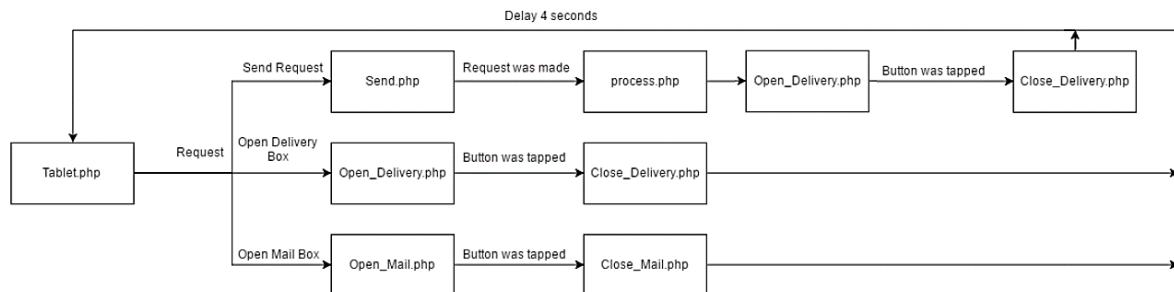 Delay 4 seconds
Send Request
Send.php
Request was made
process.php
Open_Delivery.php
Button was tapped
Close_Delivery.php
Tablet.php
Request
Open Delivery
Box
Open_Delivery.php
Button was tapped
Close_Delivery.php
Open Mail Box
Open_Mail.php
Button was tapped
Close_Mail.php